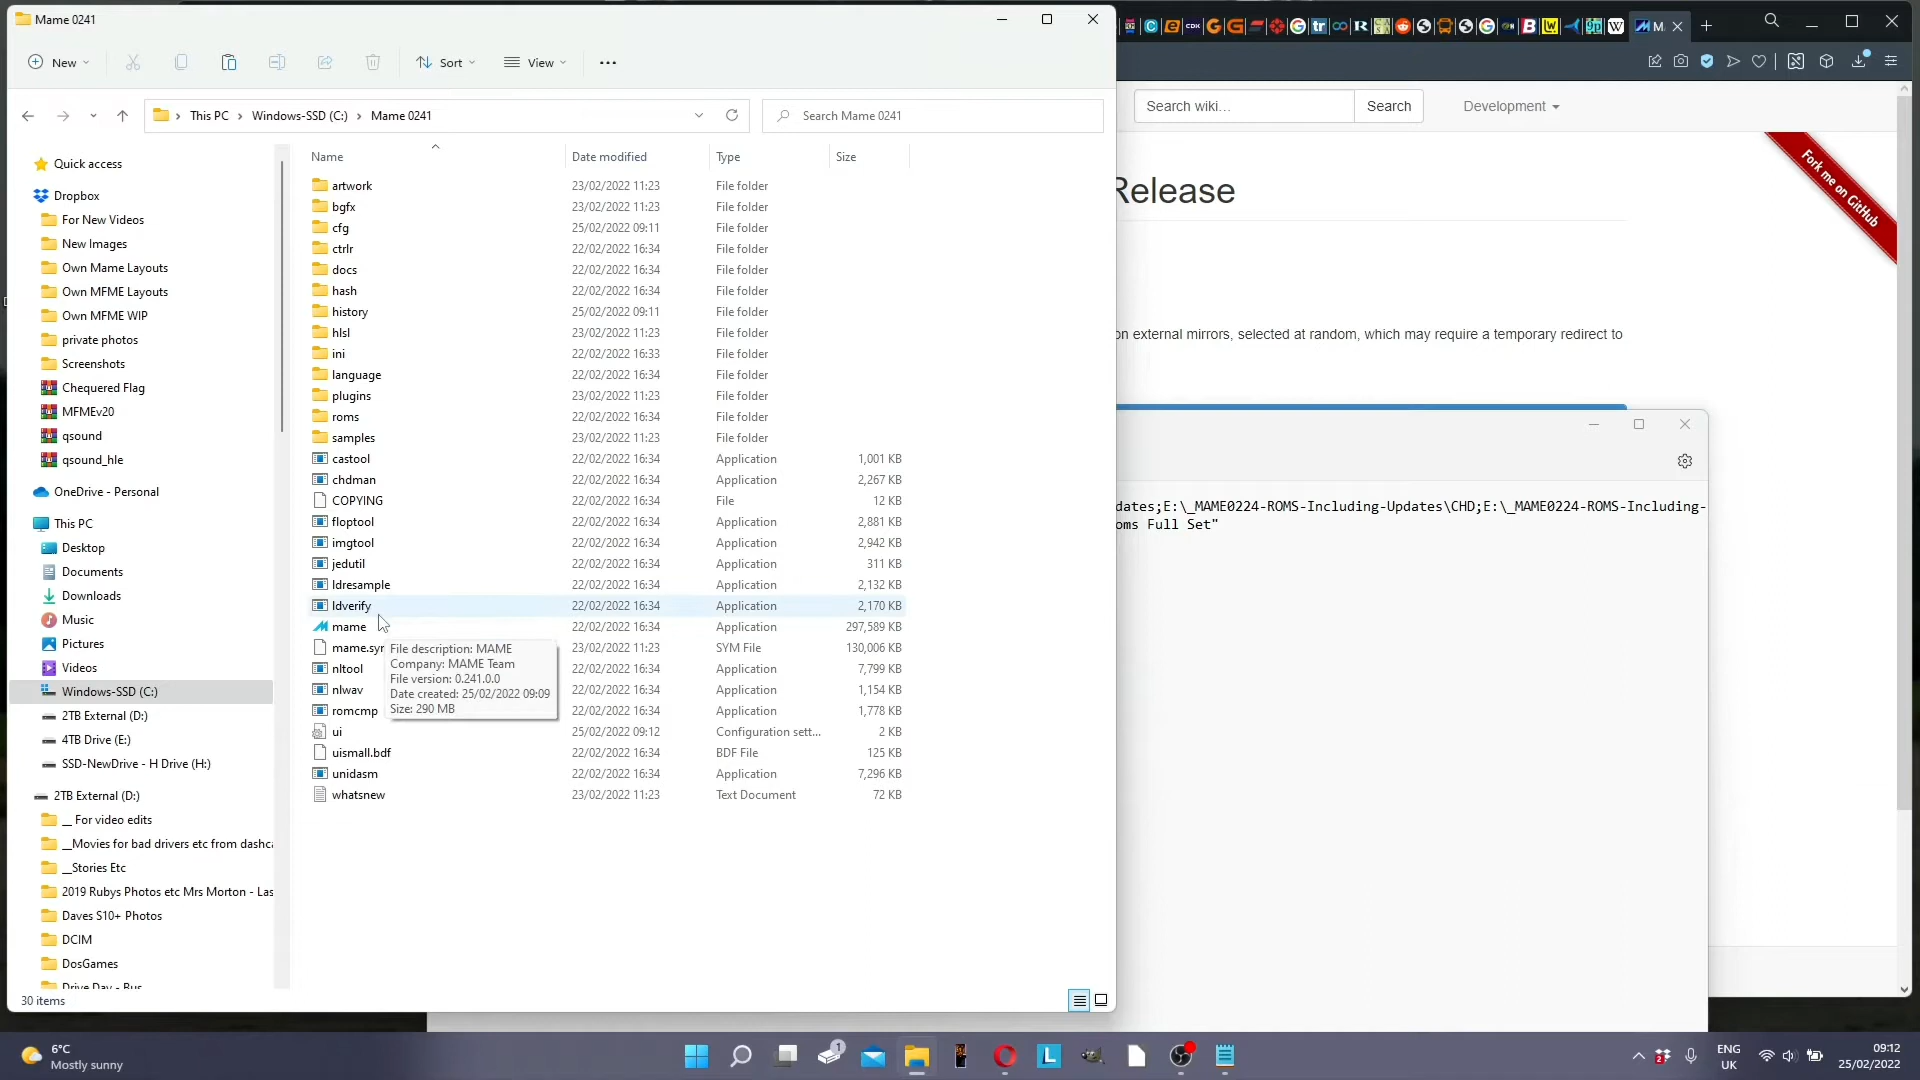 Mame 0241
New
Sort
View
This PC
Windows-SSD (C:)
Mame 0241
Search Mame 0241
Quick access
Dropbox
For New Videos
New Images
Own Mame Layouts
Own MFME Layouts
Own MFME WIP
private photos
Screenshots
Chequered Flag
MFMEv20
qsound
qsound_hle
OneDrive - Personal
This PC
Desktop
Documents
Downloads
Music
Pictures
Videos
Windows-SSD (C:)
2TB External (D:)
4TB Drive (E:)
SSD-NewDrive - H Drive (H:)
2TB External (D:)
__ For video edits
__Movies for bad drivers etc from dashca
__Stories Etc
2019 Rubys Photos etc Mrs Morton - Las
Daves S10+ Photos
DCIM
DosGames
Drive Day - Bus
Name Date modified Type Size
artwork 23/02/2022 11:23 File folder
bgfx 23/02/2022 11:23 File folder
cfg 25/02/2022 09:11 File folder
ctrlr 22/02/2022 16:34 File folder
docs 22/02/2022 16:34 File folder
hash 22/02/2022 16:34 File folder
history 25/02/2022 09:11 File folder
hlsl 23/02/2022 11:23 File folder
ini 22/02/2022 16:33 File folder
language 22/02/2022 16:34 File folder
plugins 23/02/2022 11:23 File folder
roms 22/02/2022 16:34 File folder
samples 23/02/2022 11:23 File folder
castool 22/02/2022 16:34 Application 1,001 KB
chdman 22/02/2022 16:34 Application 2,267 KB
COPYING 22/02/2022 16:34 File 12 KB
floptool 22/02/2022 16:34 Application 2,881 KB
imgtool 22/02/2022 16:34 Application 2,942 KB
jedutil 22/02/2022 16:34 Application 311 KB
ldresample 22/02/2022 16:34 Application 2,132 KB
ldverify 22/02/2022 16:34 Application 2,170 KB
mame 22/02/2022 16:34 Application 297,589 KB
mame.syr 23/02/2022 11:23 SYM File 130,006 KB
nltool 22/02/2022 16:34 Application 7,799 KB
nlwav 22/02/2022 16:34 Application 1,154 KB
romcmp 22/02/2022 16:34 Application 1,778 KB
ui 25/02/2022 09:12 Configuration sett... 2 KB
uismall.bdf 22/02/2022 16:34 BDF File 125 KB
unidasm 22/02/2022 16:34 Application 7,296 KB
whatsnew 23/02/2022 11:23 Text Document 72 KB
File description: MAME
Company: MAME Team
File version: 0.241.0.0
Date created: 25/02/2022 09:09
Size: 290 MB
30 items
M
Search wiki...
Search
Development
Fork me on GitHub
Release
on external mirrors, selected at random, which may require a temporary redirect to
dates;E:\_MAME0224-ROMS-Including-Updates\CHD;E:\_MAME0224-ROMS-Including-
oms Full Set"
6°C
Mostly sunny
ENG
UK
09:12
25/02/2022